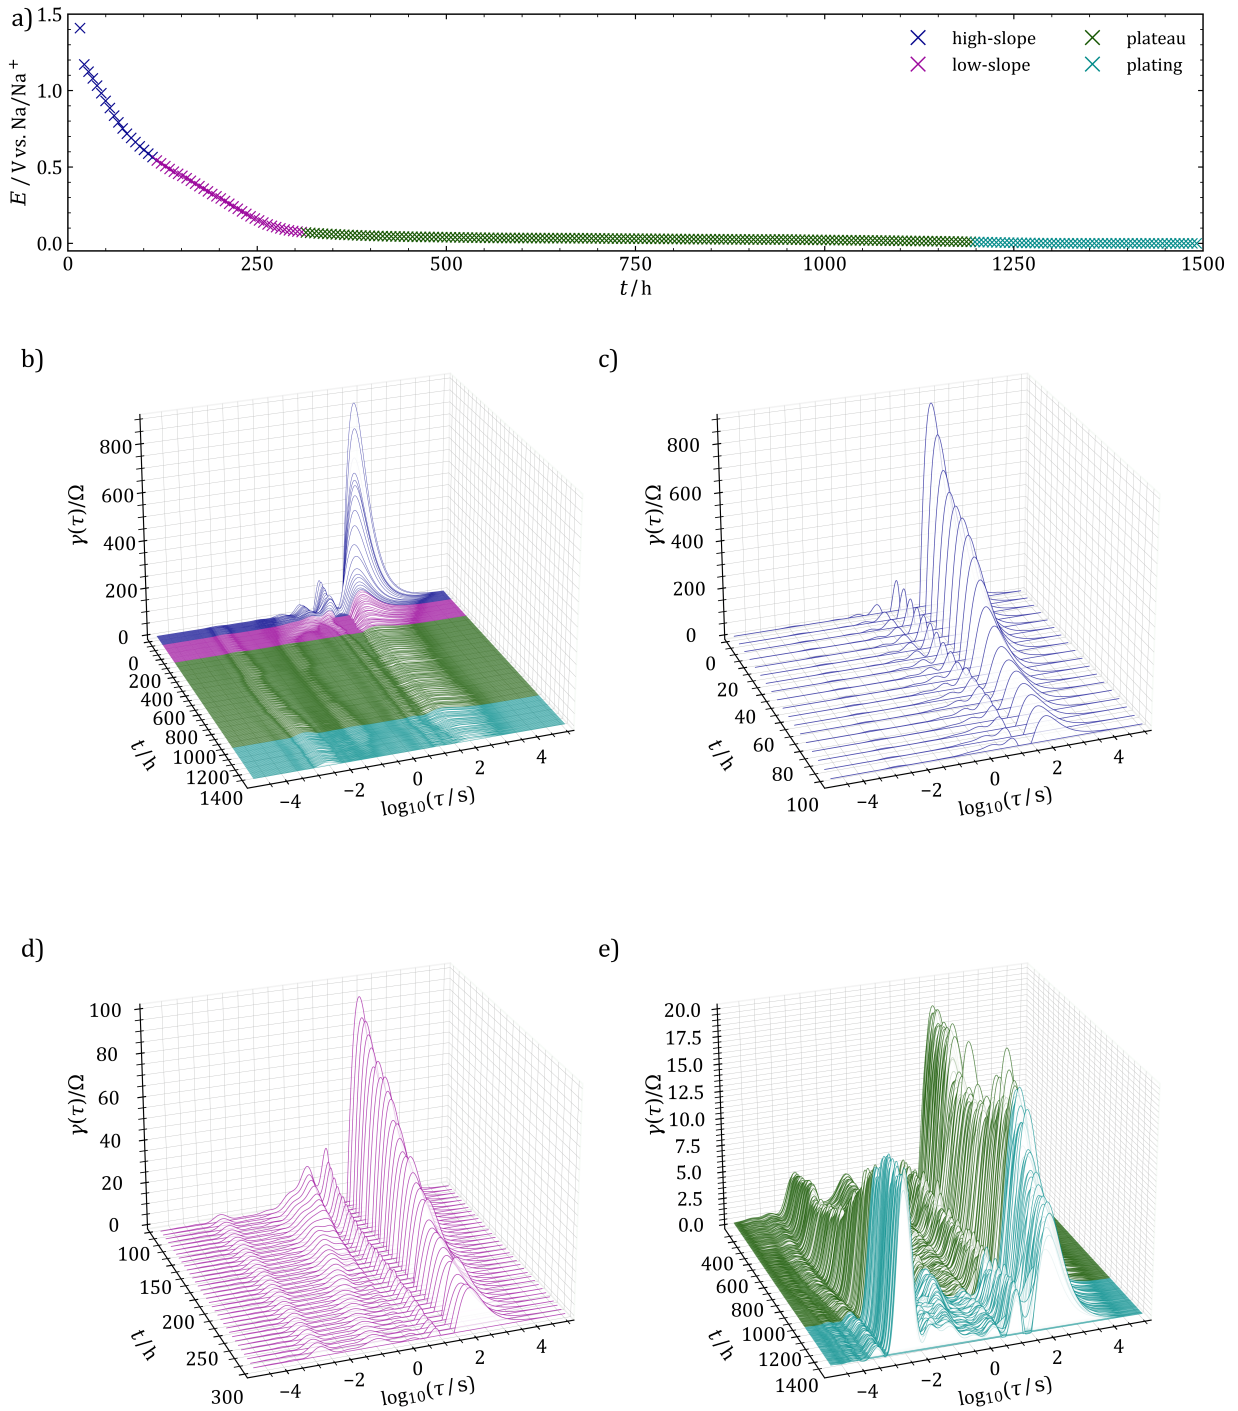 a)
1.5
1.0
0.5
0.0
E / V vs. Na/Na⁺
high-slope
low-slope
plateau
plating
0 250 500 750 1000 1250 1500
t/h
b)
800
600
400
200
0
γ(τ)/Ω
0
200
400
600
800
1000
1200
1400
t/h
−4 −2 0 2 4
log₁₀(τ/s)
c)
800
600
400
200
0
γ(τ)/Ω
0
20
40
60
80
100
t/h
−4 −2 0 2 4
log₁₀(τ/s)
d)
100
80
60
40
20
0
γ(τ)/Ω
100
150
200
250
300
t/h
−4 −2 0 2 4
log₁₀(τ/s)
e)
20.0
17.5
15.0
12.5
10.0
7.5
5.0
2.5
0.0
γ(τ)/Ω
400
600
800
1000
1200
1400
t/h
−4 −2 0 2 4
log₁₀(τ/s)